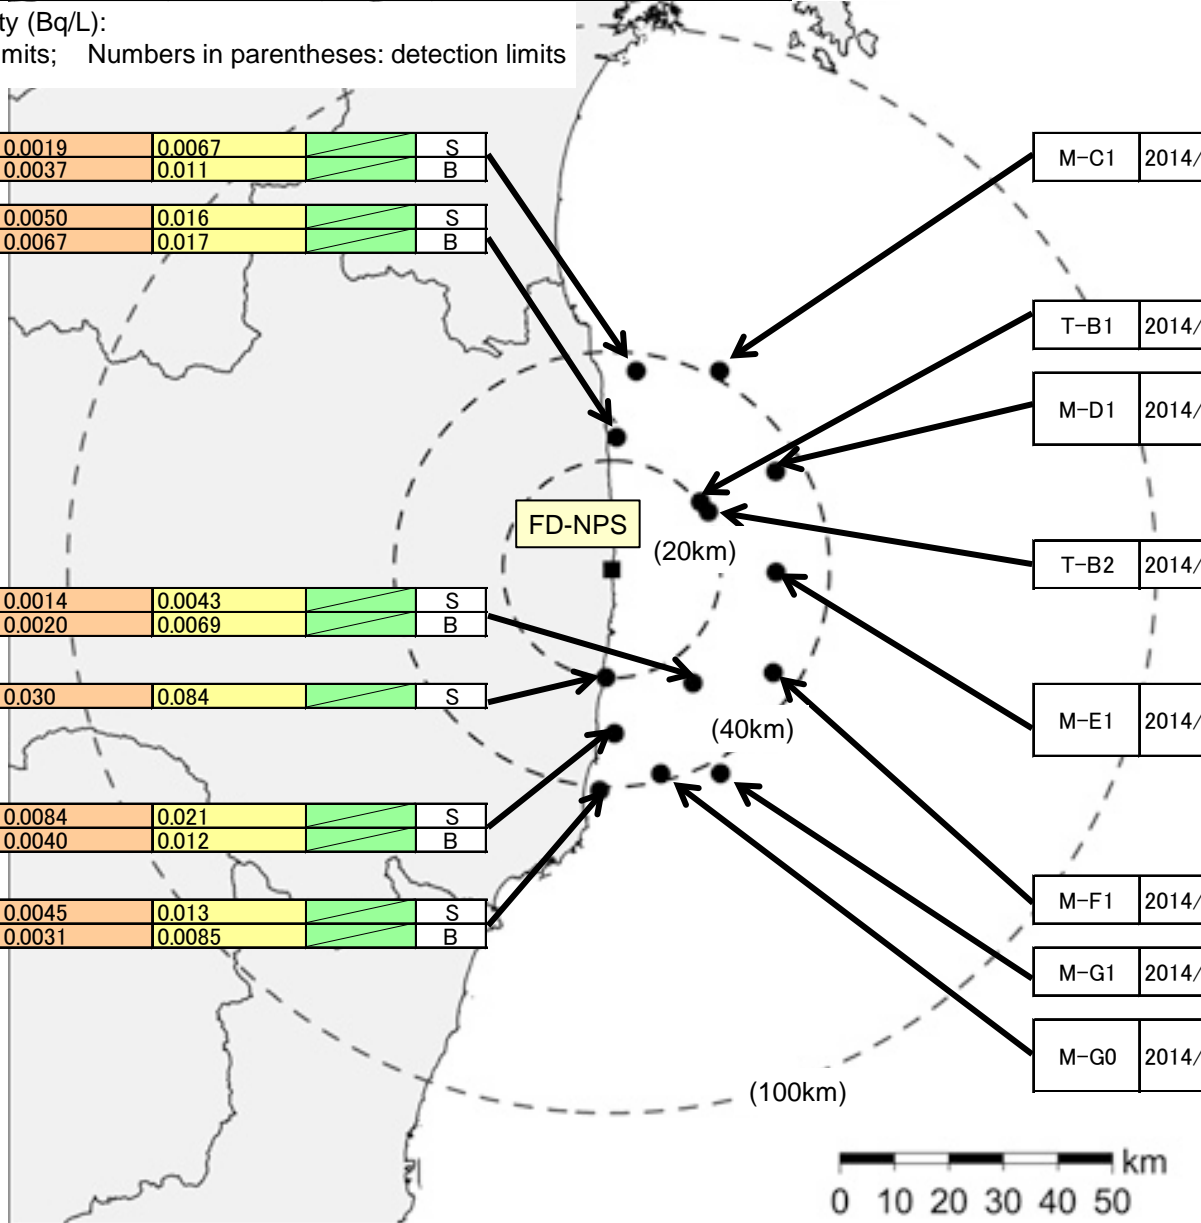 ty (Bq/L):
mits; Numbers in parentheses: detection limits
0.0019 0.0067 S
0.0037 0.011 B
0.0050 0.016 S
0.0067 0.017 B
M-C1 2014/
T-B1 2014/
M-D1 2014/
FD-NPS
(20km)
T-B2 2014/
0.0014 0.0043 S
0.0020 0.0069 B
0.030 0.084 S
(40km)
M-E1 2014/
0.0084 0.021 S
0.0040 0.012 B
0.0045 0.013 S
0.0031 0.0085 B
M-F1 2014/
M-G1 2014/
M-G0 2014/
(100km)
km
0 10 20 30 40 50